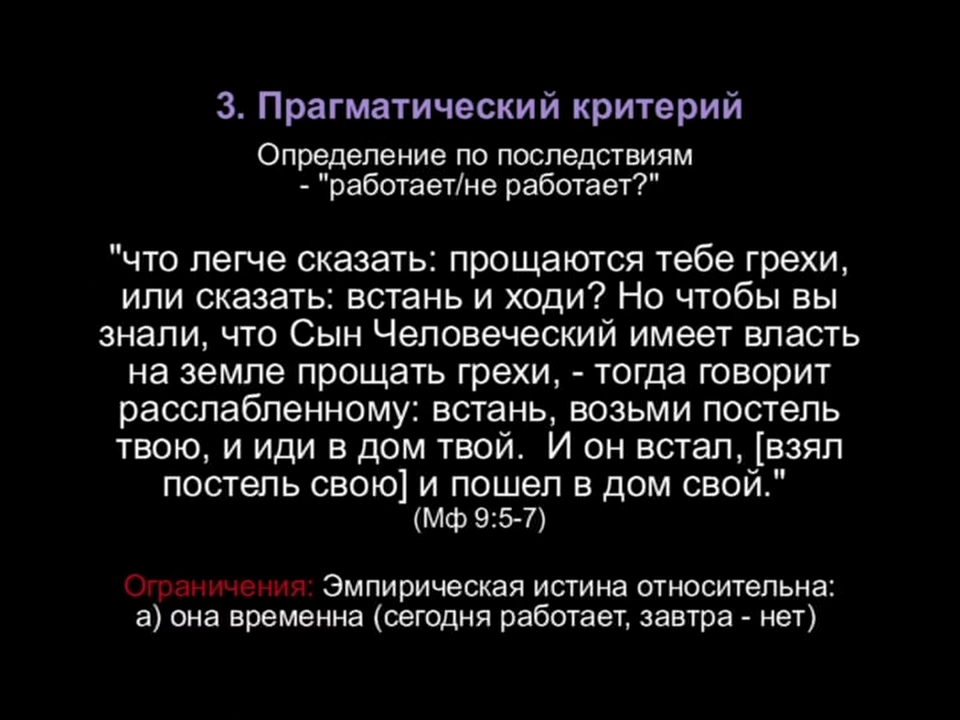 3. Прагматический критерий
Определение по последствиям
- "работает/не работает?"
"что легче сказать: прощаются тебе грехи,
или сказать: встань и ходи? Но чтобы вы
знали, что Сын Человеческий имеет власть
на земле прощать грехи, - тогда говорит
расслабленному: встань, возьми постель
твою, и иди в дом твой.  И он встал, [взял
постель свою] и пошел в дом свой."
(Мф 9:5-7)
Ограничения: Эмпирическая истина относительна:
а) она временна (сегодня работает, завтра - нет)